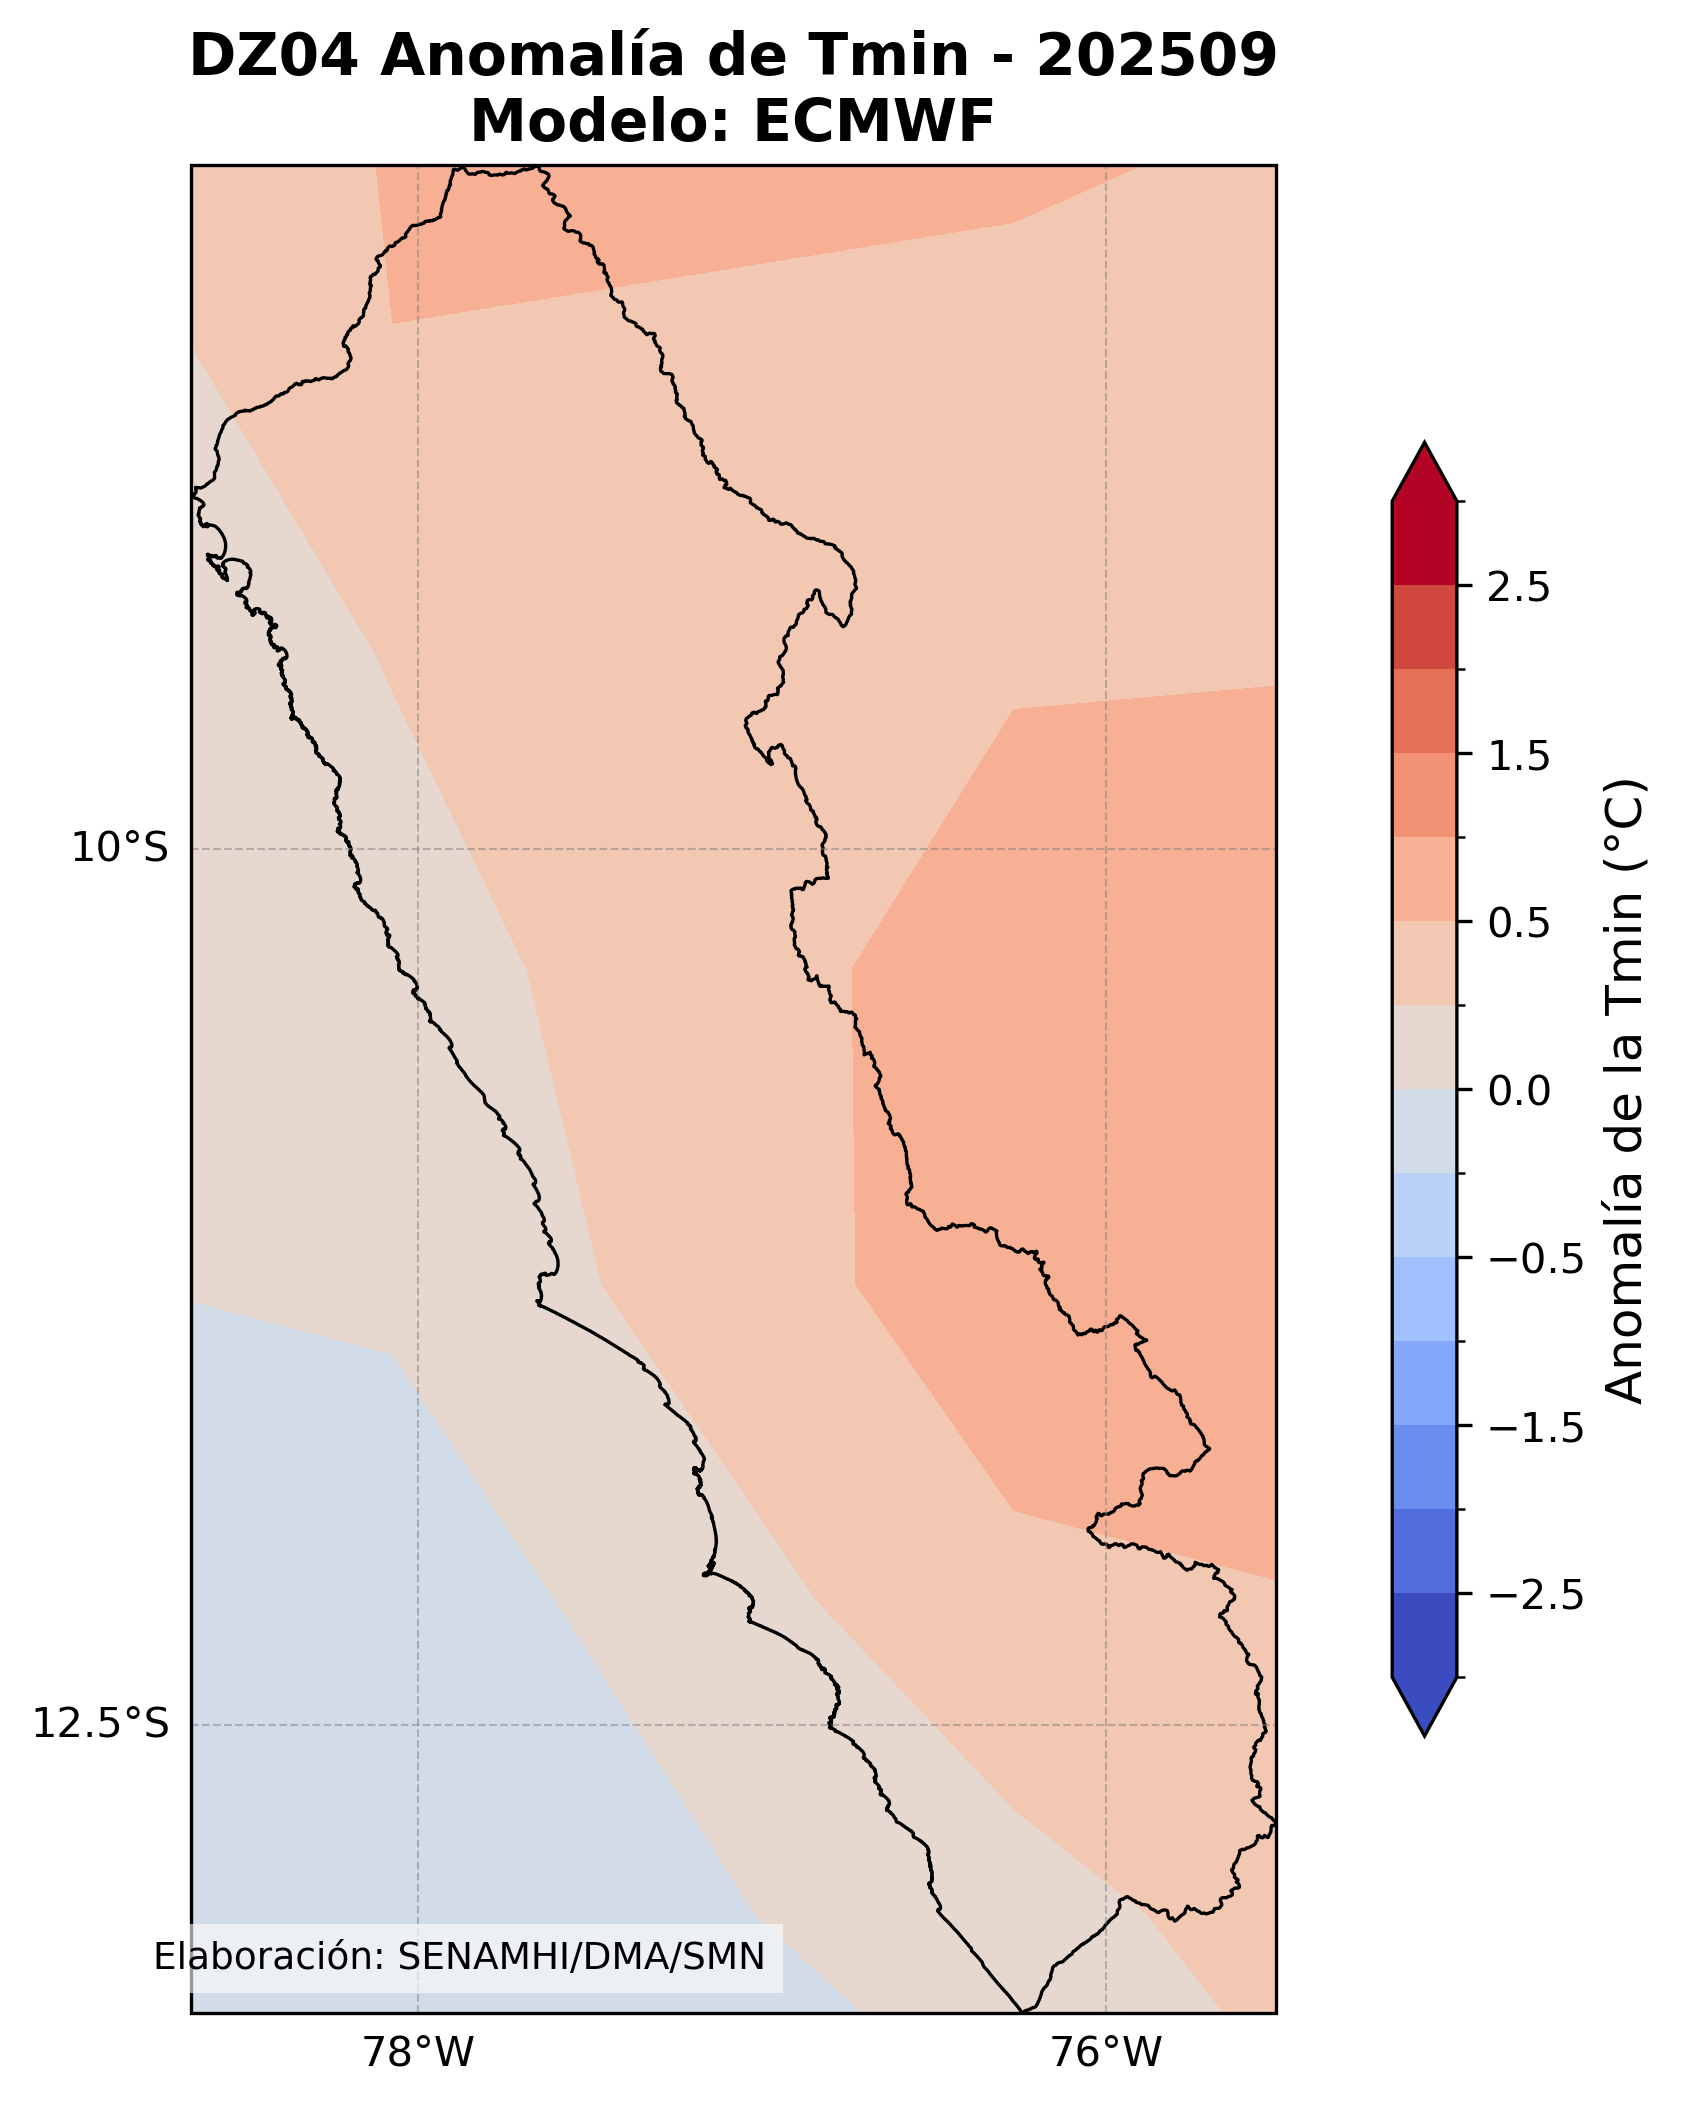 DZ04 Anomalía de Tmin - 202509
Modelo: ECMWF
10°S
12.5°S
78°W
76°W
Elaboración: SENAMHI/DMA/SMN
2.5
1.5
0.5
0.0
−0.5
−1.5
−2.5
Anomalía de la Tmin (°C)